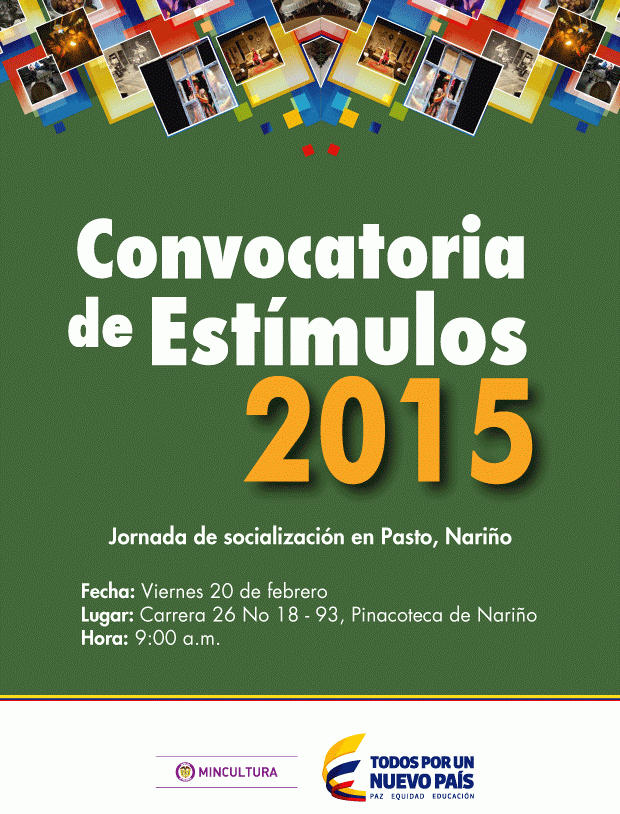 Convocatoria
de Estímulos
2015
Jornada de socialización en Pasto, Nariño
Fecha: Viernes 20 de febrero
Lugar: Carrera 26 No 18 - 93, Pinacoteca de Nariño
Hora: 9:00 a.m.
MINCULTURA
TODOS POR UN
NUEVO PAÍS
PAZ EQUIDAD EDUCACIÓN